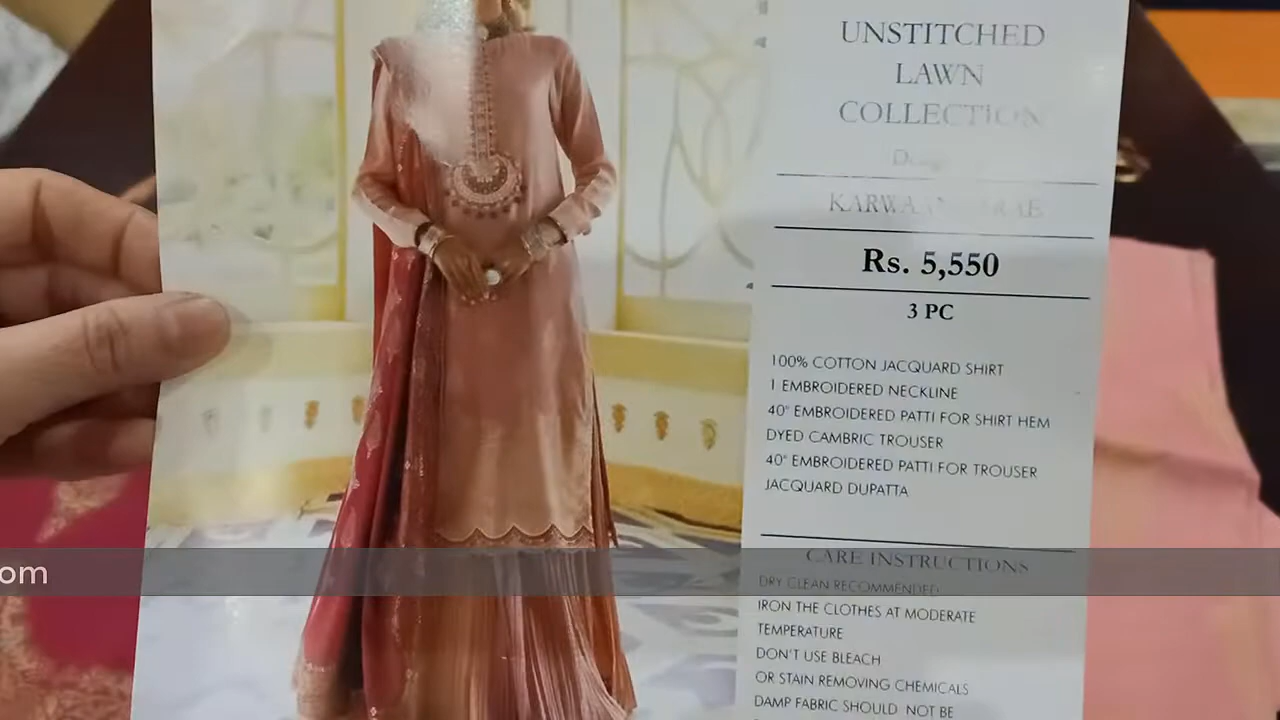 UNSTITCHED
LAWN
COLLECTION
Rs. 5,550
3 PC
100% COTTON JACQUARD SHIRT
1 EMBROIDERED NECKLINE
40" EMBROIDERED PATTI FOR SHIRT HEM
DYED CAMBRIC TROUSER
40" EMBROIDERED PATTI FOR TROUSER
JACQUARD DUPATTA
CARE INSTRUCTIONS
DRY CLEAN RECOMMENDED
IRON THE CLOTHES AT MODERATE
TEMPERATURE
DON'T USE BLEACH
OR STAIN REMOVING CHEMICALS
DAMP FABRIC SHOULD NOT BE
om